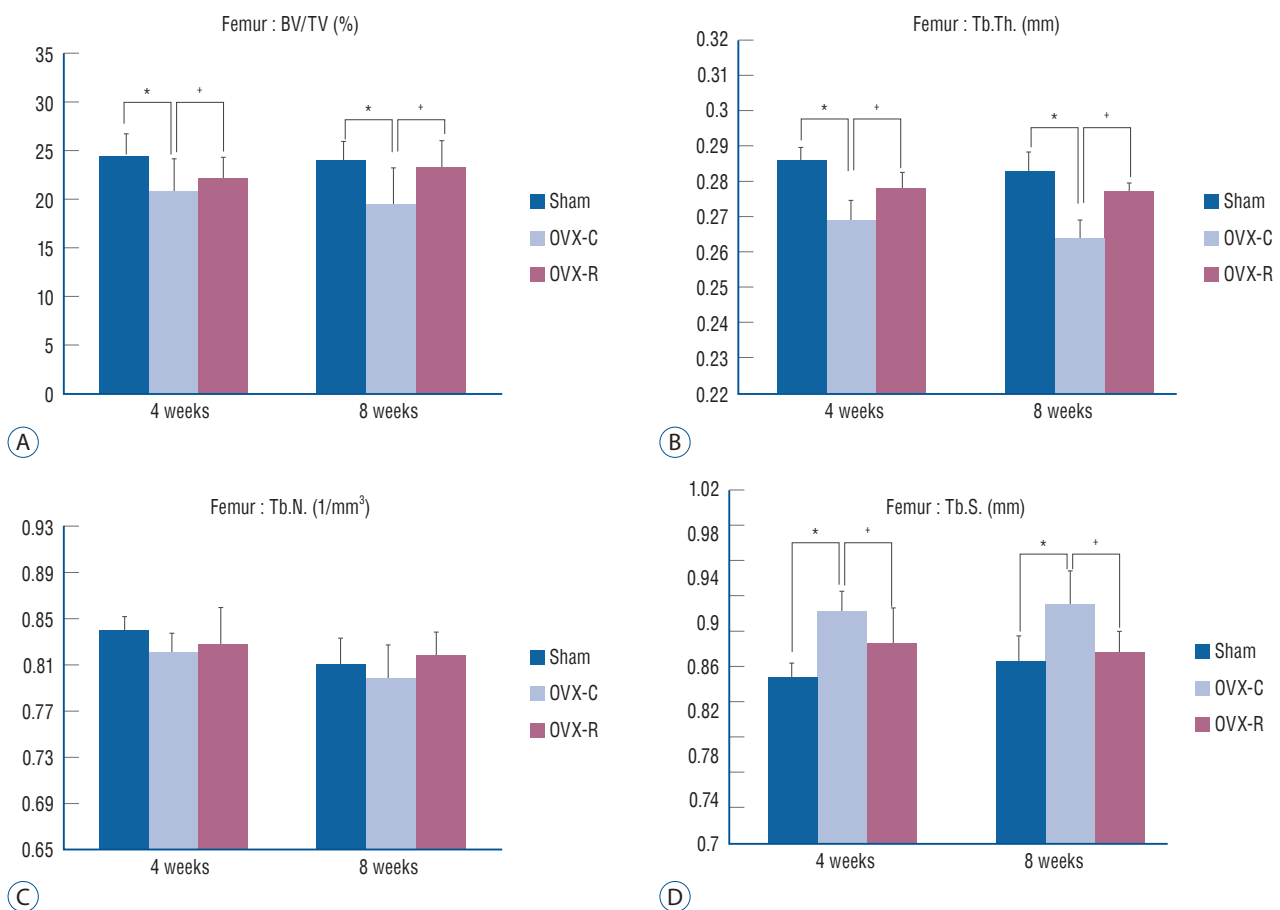 Femur : BV/TV (%)
35
30
25
20
15
10
5
0
* +
* +
4 weeks 8 weeks
Sham
OVX-C
OVX-R
A
Femur : Tb.Th. (mm)
0.32
0.3
0.29
0.28
0.27
0.26
0.25
0.24
0.23
0.22
* +
* +
4 weeks 8 weeks
Sham
OVX-C
OVX-R
B
Femur : Tb.N. (1/mm³)
0.93
0.89
0.85
0.81
0.77
0.73
0.69
0.65
4 weeks 8 weeks
Sham
OVX-C
OVX-R
C
Femur : Tb.S. (mm)
1.02
0.98
0.94
0.9
0.86
0.82
0.78
0.74
0.7
* +
* +
4 weeks 8 weeks
Sham
OVX-C
OVX-R
D